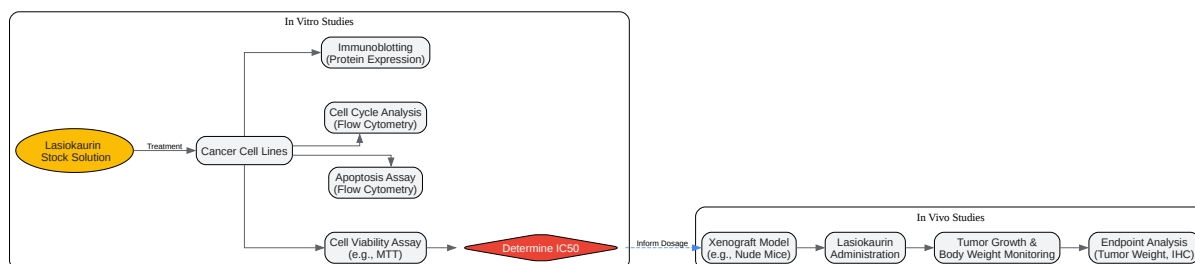 In Vitro Studies
Immunoblotting
(Protein Expression)
Cell Cycle Analysis
(Flow Cytometry)
Lasiokaurin
Stock Solution
Treatment
Cancer Cell Lines
Apoptosis Assay
(Flow Cytometry)
Cell Viability Assay
(e.g., MTT)
Determine IC50
Inform Dosage
In Vivo Studies
Xenograft Model
(e.g., Nude Mice)
Lasiokaurin
Administration
Tumor Growth &
Body Weight Monitoring
Endpoint Analysis
(Tumor Weight, IHC)